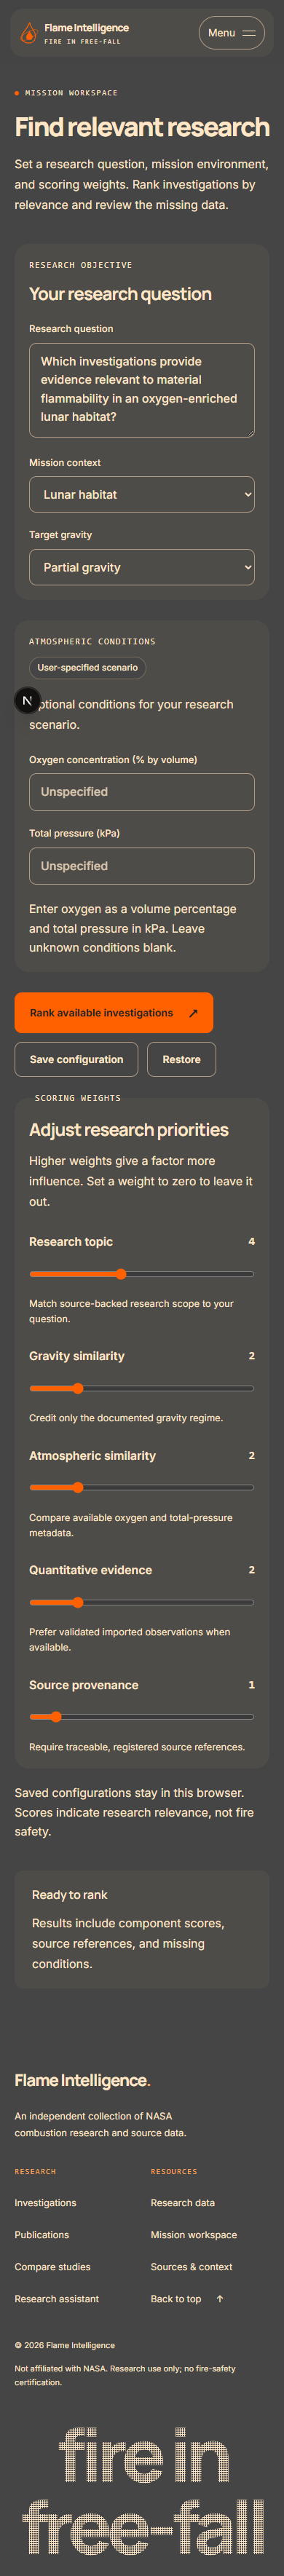 Flame Intelligence
FIRE IN FREE-FALL
Menu
MISSION WORKSPACE
Find relevant research
Set a research question, mission environment,
and scoring weights. Rank investigations by
relevance and review the missing data.
RESEARCH OBJECTIVE
Your research question
Research question
Which investigations provide
evidence relevant to material
flammability in an oxygen-enriched
lunar habitat?
Mission context
Lunar habitat
Target gravity
Partial gravity
ATMOSPHERIC CONDITIONS
User-specified scenario
N
ptional conditions for your research
scenario.
Oxygen concentration (% by volume)
Unspecified
Total pressure (kPa)
Unspecified
Enter oxygen as a volume percentage
and total pressure in kPa. Leave
unknown conditions blank.
Rank available investigations ↗
Save configuration Restore
SCORING WEIGHTS
Adjust research priorities
Higher weights give a factor more
influence. Set a weight to zero to leave it
out.
Research topic 4
Match source-backed research scope to your
question.
Gravity similarity 2
Credit only the documented gravity regime.
Atmospheric similarity 2
Compare available oxygen and total-pressure
metadata.
Quantitative evidence 2
Prefer validated imported observations when
available.
Source provenance 1
Require traceable, registered source references.
Saved configurations stay in this browser.
Scores indicate research relevance, not fire
safety.
Ready to rank
Results include component scores,
source references, and missing
conditions.
Flame Intelligence.
An independent collection of NASA
combustion research and source data.
RESEARCH RESOURCES
Investigations Research data
Publications Mission workspace
Compare studies Sources & context
Research assistant Back to top ↑
© 2026 Flame Intelligence
Not affiliated with NASA. Research use only; no fire-safety
certification.
fire in
free-fall